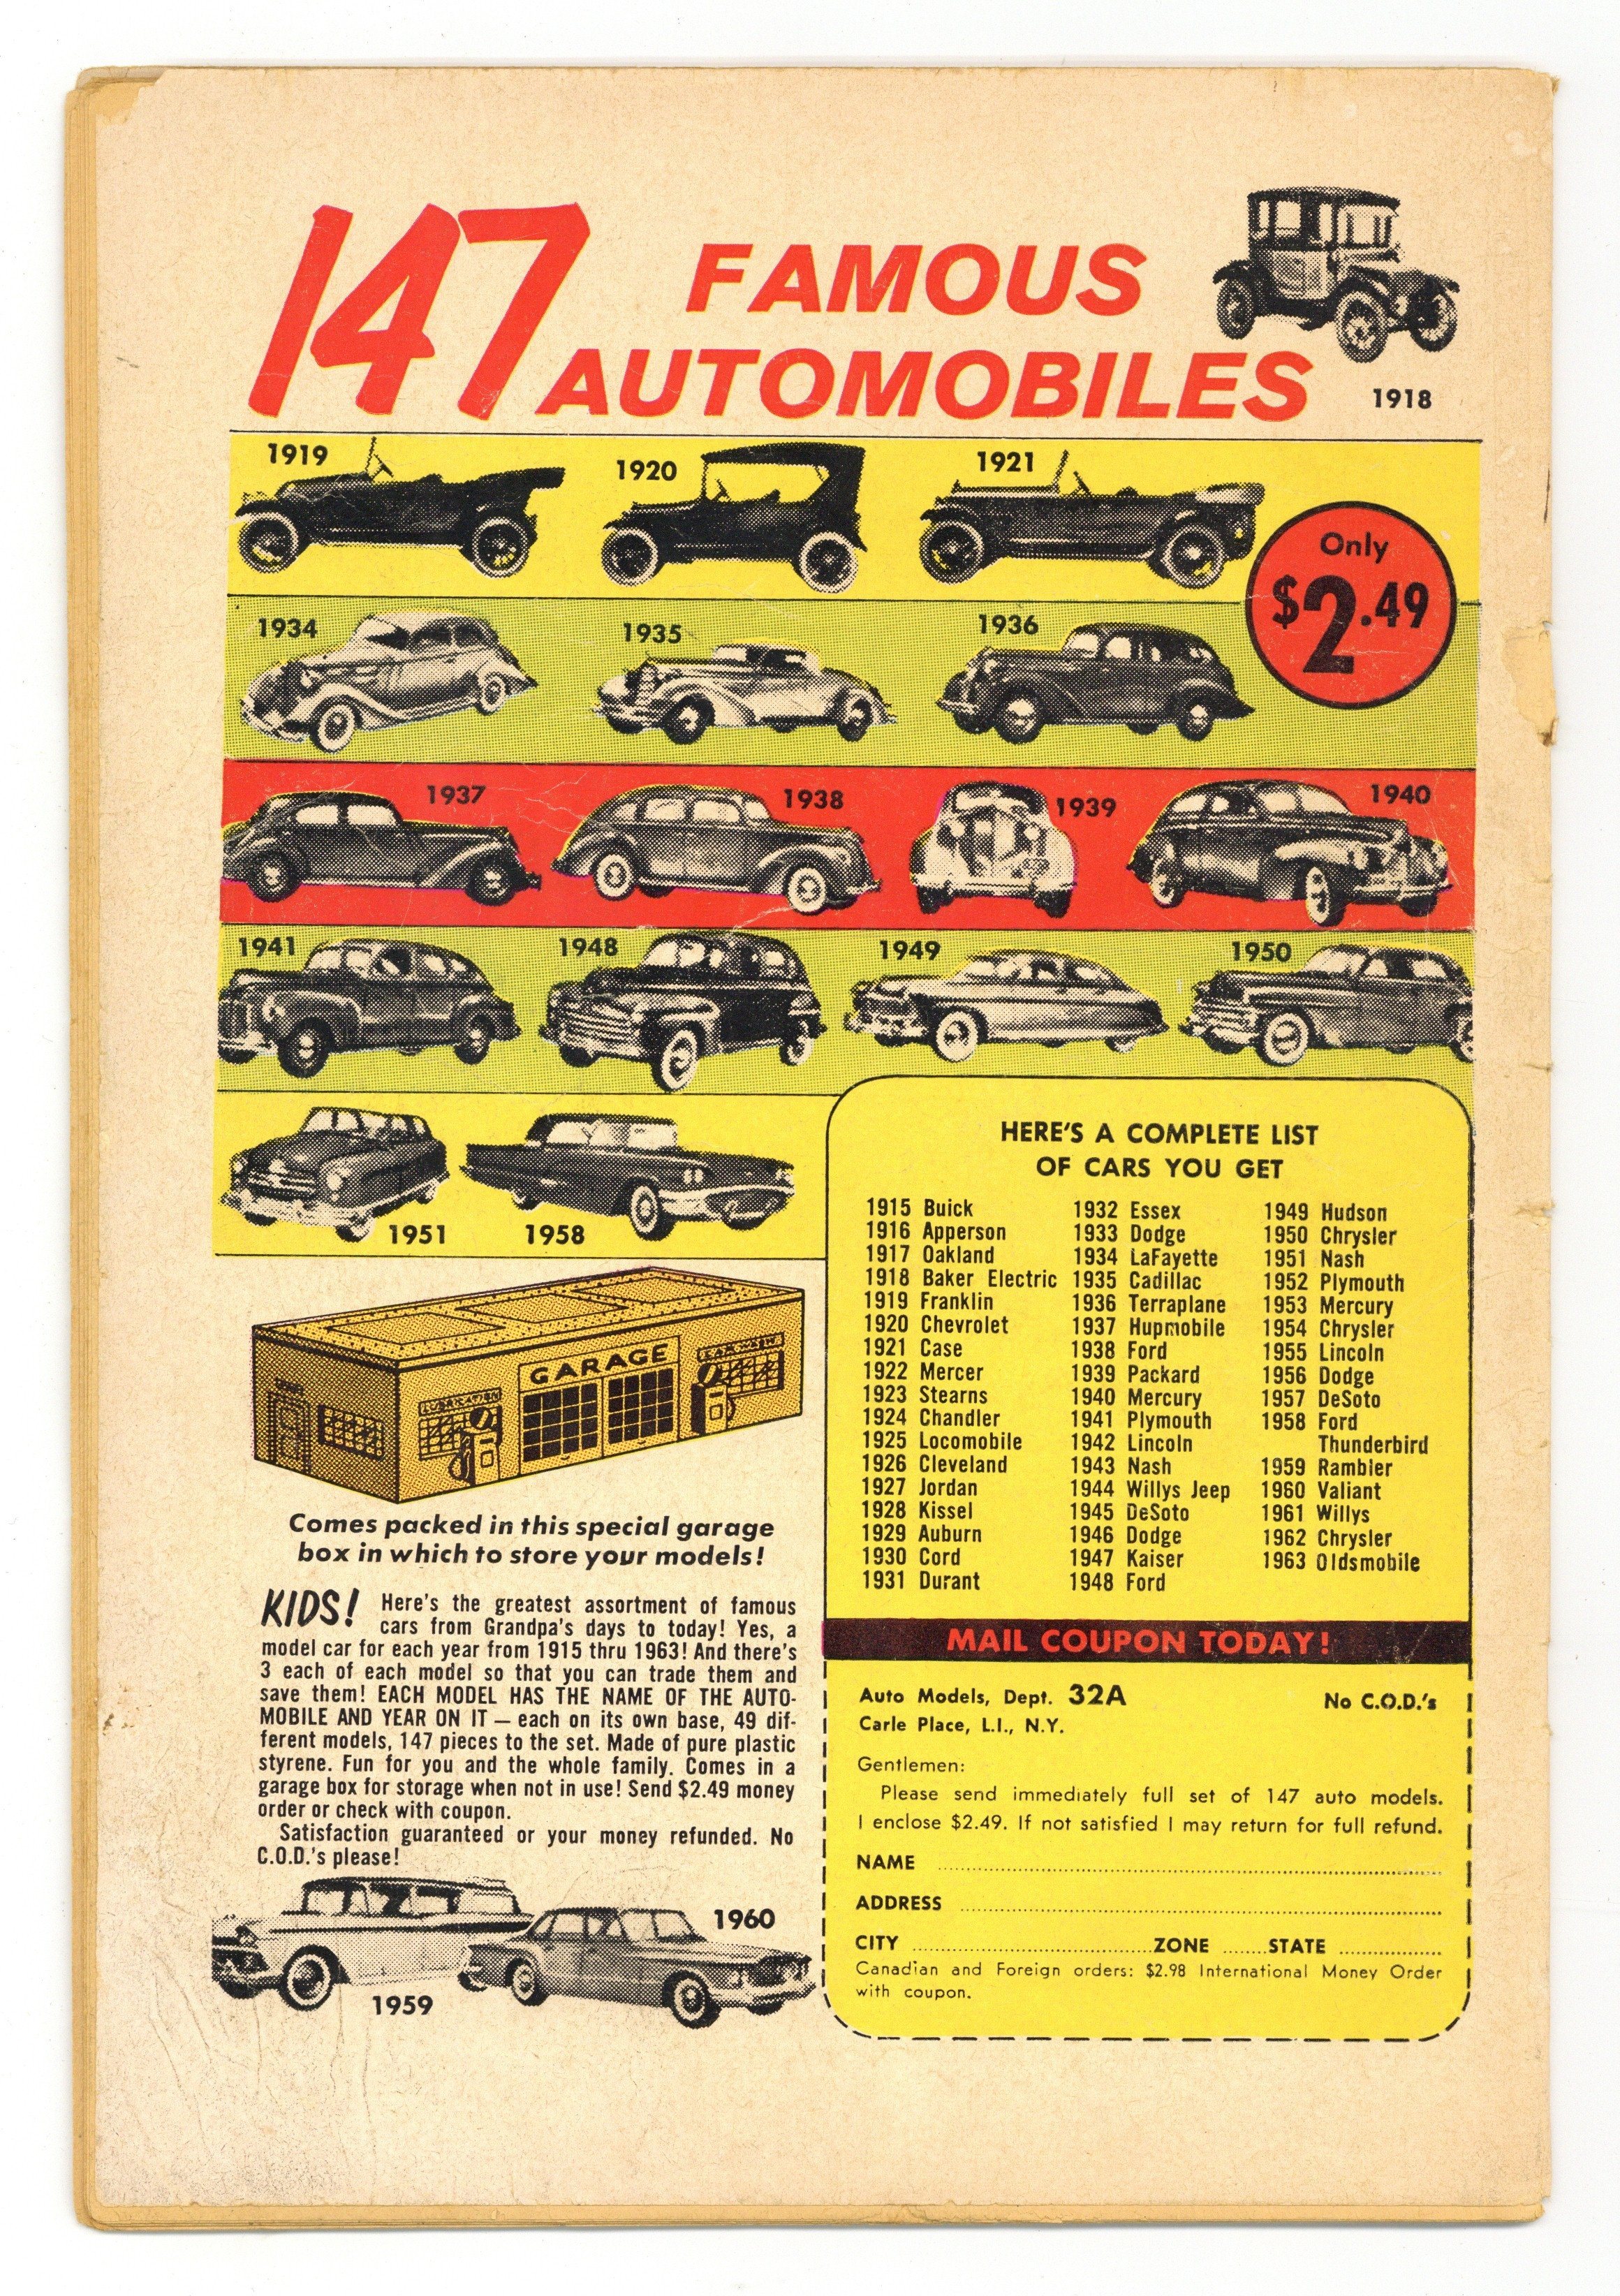 147 FAMOUS
AUTOMOBILES
1918
1919
1920
1921
Only
$2.49
1934
1935
1936
1937
1938
1939
1940
1941
1948
1949
1950
1951
1958
HERE'S A COMPLETE LIST
OF CARS YOU GET
1915 Buick
1916 Apperson
1917 Oakland
1918 Baker Electric
1919 Franklin
1920 Chevrolet
1921 Case
1922 Mercer
1923 Stearns
1924 Chandler
1925 Locomobile
1926 Cleveland
1927 Jordan
1928 Kissel
1929 Auburn
1930 Cord
1931 Durant
1932 Essex
1933 Dodge
1934 LaFayette
1935 Cadillac
1936 Terraplane
1937 Hupmobile
1938 Ford
1939 Packard
1940 Mercury
1941 Plymouth
1942 Lincoln
1943 Nash
1944 Willys Jeep
1945 DeSoto
1946 Dodge
1947 Kaiser
1948 Ford
1949 Hudson
1950 Chrysler
1951 Nash
1952 Plymouth
1953 Mercury
1954 Chrysler
1955 Lincoln
1956 Dodge
1957 DeSoto
1958 Ford
Thunderbird
1959 Rambler
1960 Valiant
1961 Willys
1962 Chrysler
1963 Oldsmobile
LUBRICATION
GARAGE
CAR WASH
Comes packed in this special garage
box in which to store your models!
KIDS! Here's the greatest assortment of famous
cars from Grandpa's days to today! Yes, a
model car for each year from 1915 thru 1963! And there's
3 each of each model so that you can trade them and
save them! EACH MODEL HAS THE NAME OF THE AUTO-
MOBILE AND YEAR ON IT — each on its own base, 49 dif-
ferent models, 147 pieces to the set. Made of pure plastic
styrene. Fun for you and the whole family. Comes in a
garage box for storage when not in use! Send $2.49 money
order or check with coupon.
Satisfaction guaranteed or your money refunded. No
C.O.D.'s please!
1959
1960
MAIL COUPON TODAY!
Auto Models, Dept. 32A No C.O.D.'s
Carle Place, L.I., N.Y.
Gentlemen:
Please send immediately full set of 147 auto models.
I enclose $2.49. If not satisfied I may return for full refund.
NAME
ADDRESS
CITY ZONE STATE
Canadian and Foreign orders: $2.98 International Money Order
with coupon.